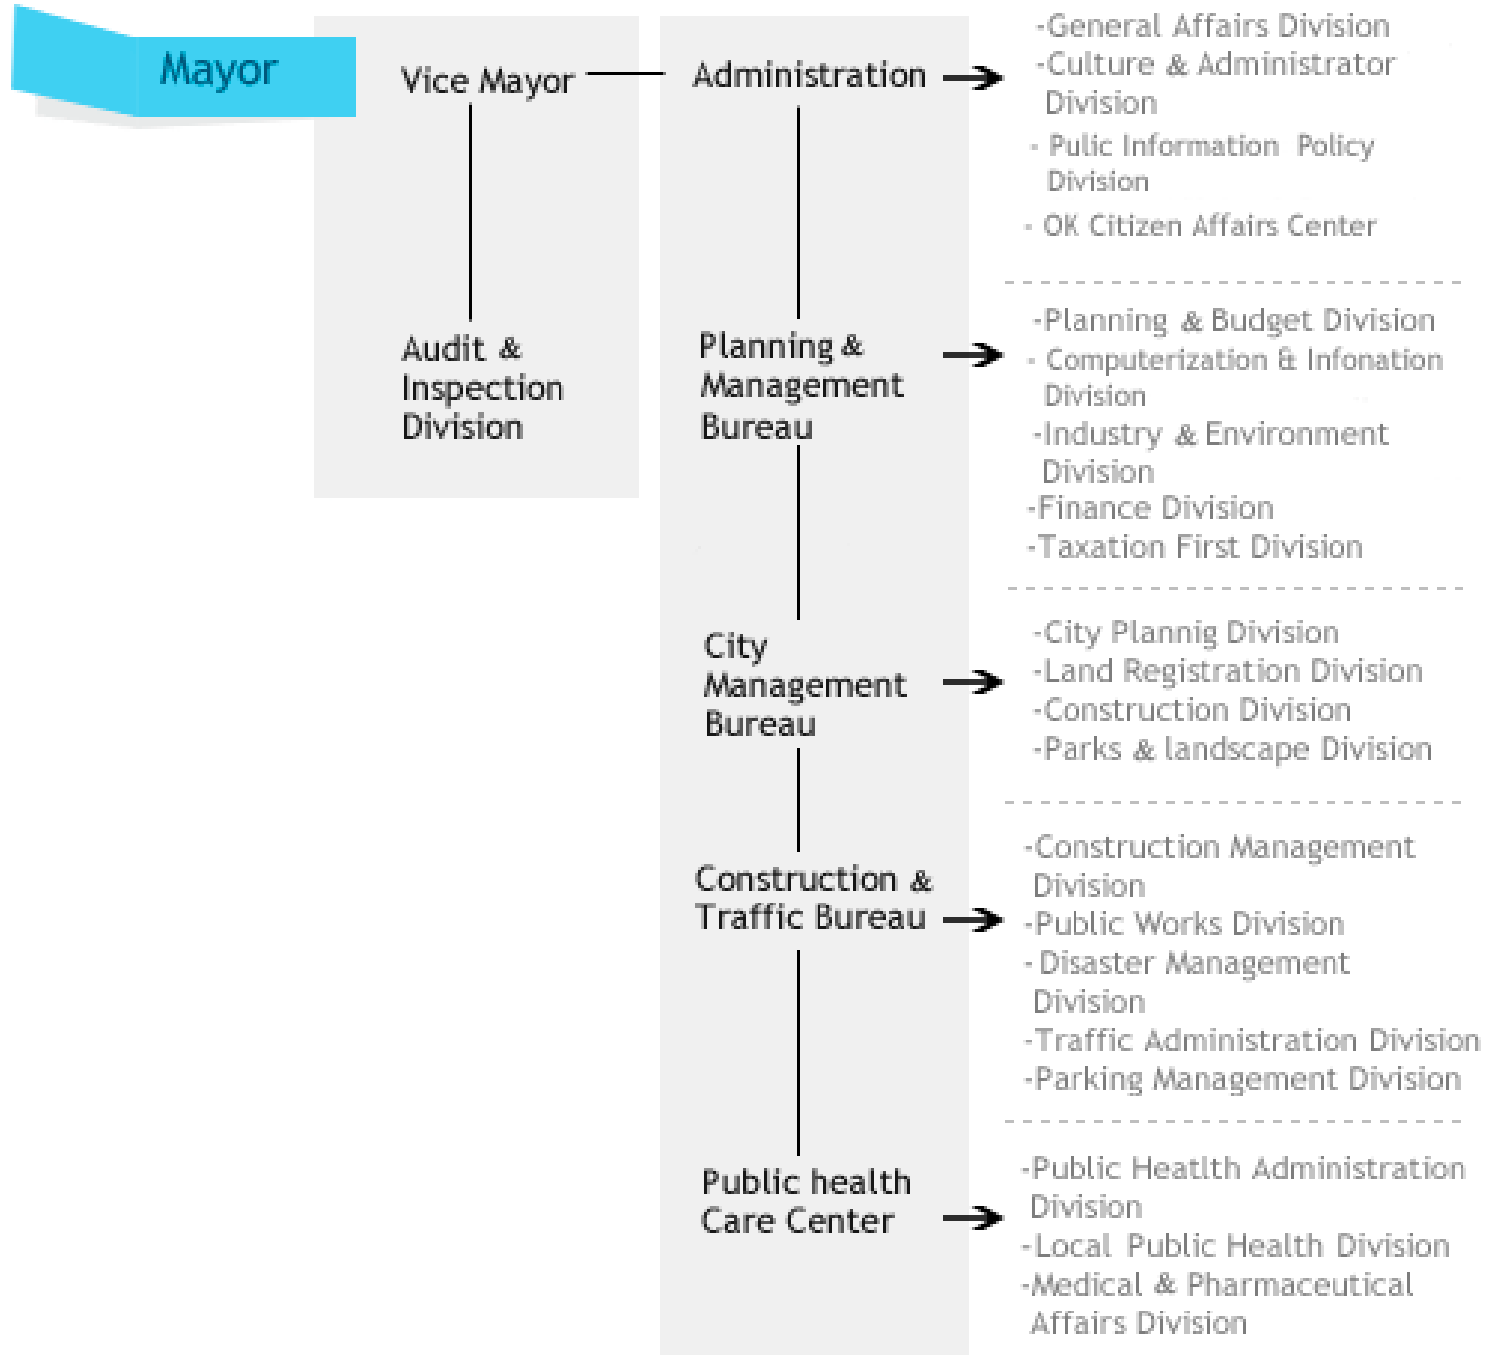 Mayor
Vice Mayor
Audit &
Inspection
Division
Administration
-General Affairs Division
-Culture & Administrator
Division
- Pulic Information Policy
Division
- OK Citizen Affairs Center
Planning &
Management
Bureau
-Planning & Budget Division
- Computerization & Infonation
Division
-Industry & Environment
Division
-Finance Division
-Taxation First Division
City
Management
Bureau
-City Plannig Division
-Land Registration Division
-Construction Division
-Parks & landscape Division
Construction &
Traffic Bureau
-Construction Management
Division
-Public Works Division
- Disaster Management
Division
-Traffic Administration Division
-Parking Management Division
Public health
Care Center
-Public Heatlth Administration
Division
-Local Public Health Division
-Medical & Pharmaceutical
Affairs Division